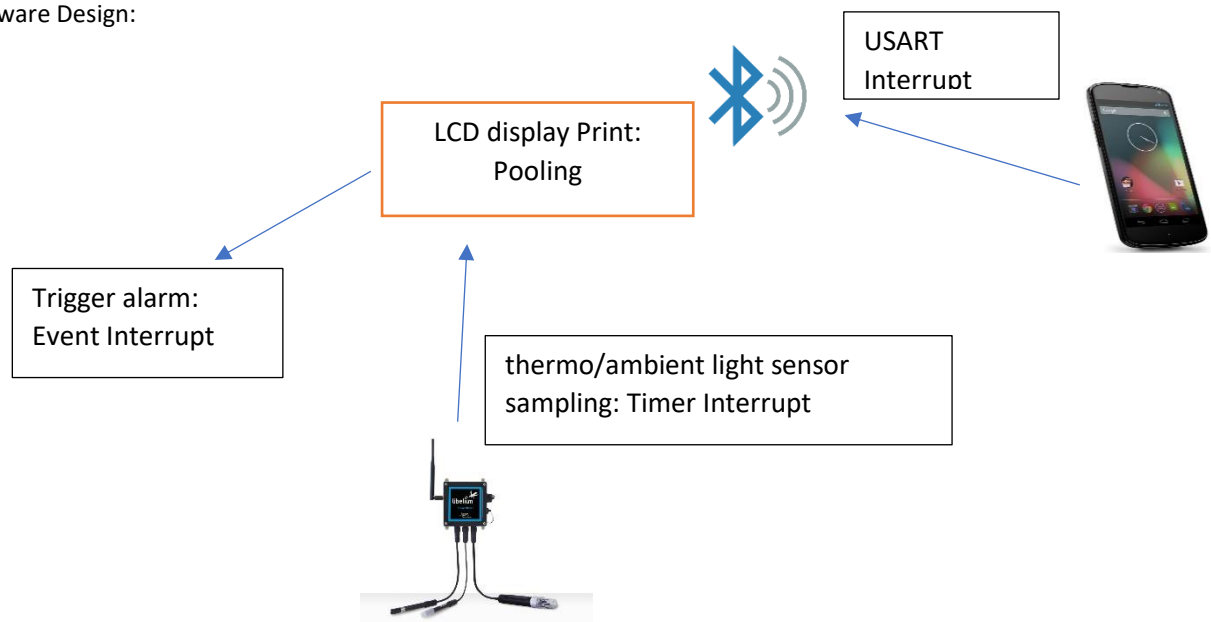 ware Design:
USART
Interrupt
LCD display Print:
Pooling
Trigger alarm:
Event Interrupt
thermo/ambient light sensor
sampling: Timer Interrupt
libelium